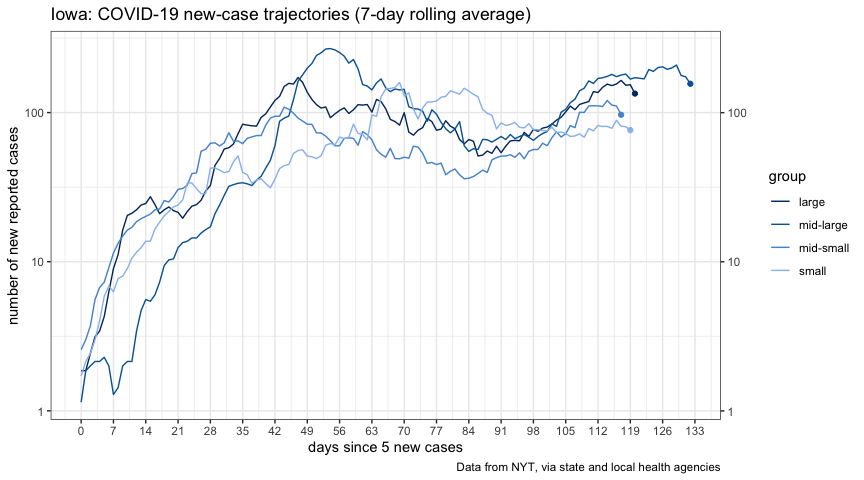 Iowa: COVID-19 new-case trajectories (7-day rolling average)
number of new reported cases
100
10
1
100
10
1
0 7 14 21 28 35 42 49 56 63 70 77 84 91 98 105 112 119 126 133
days since 5 new cases
group
large
mid-large
mid-small
small
Data from NYT, via state and local health agencies